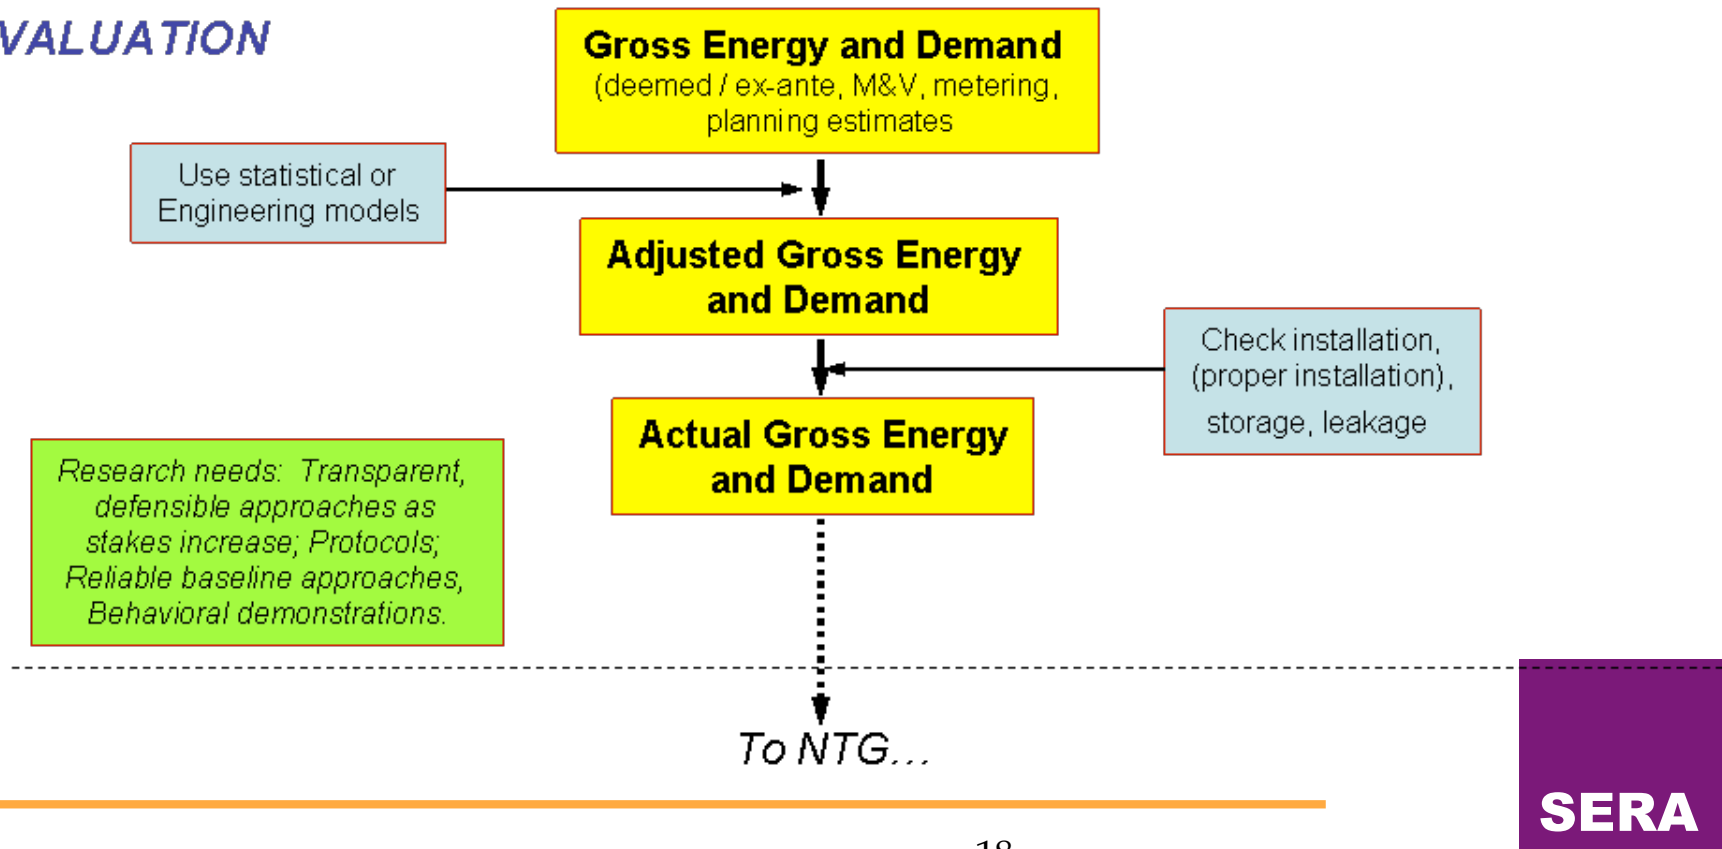 VALUATION
Gross Energy and Demand
(deemed / ex-ante, M&V, metering,
planning estimates
Use statistical or
Engineering models
Adjusted Gross Energy
and Demand
Check installation,
(proper installation),
storage, leakage
Actual Gross Energy
and Demand
Research needs: Transparent,
defensible approaches as
stakes increase; Protocols;
Reliable baseline approaches,
Behavioral demonstrations.
To NTG...
SERA
18